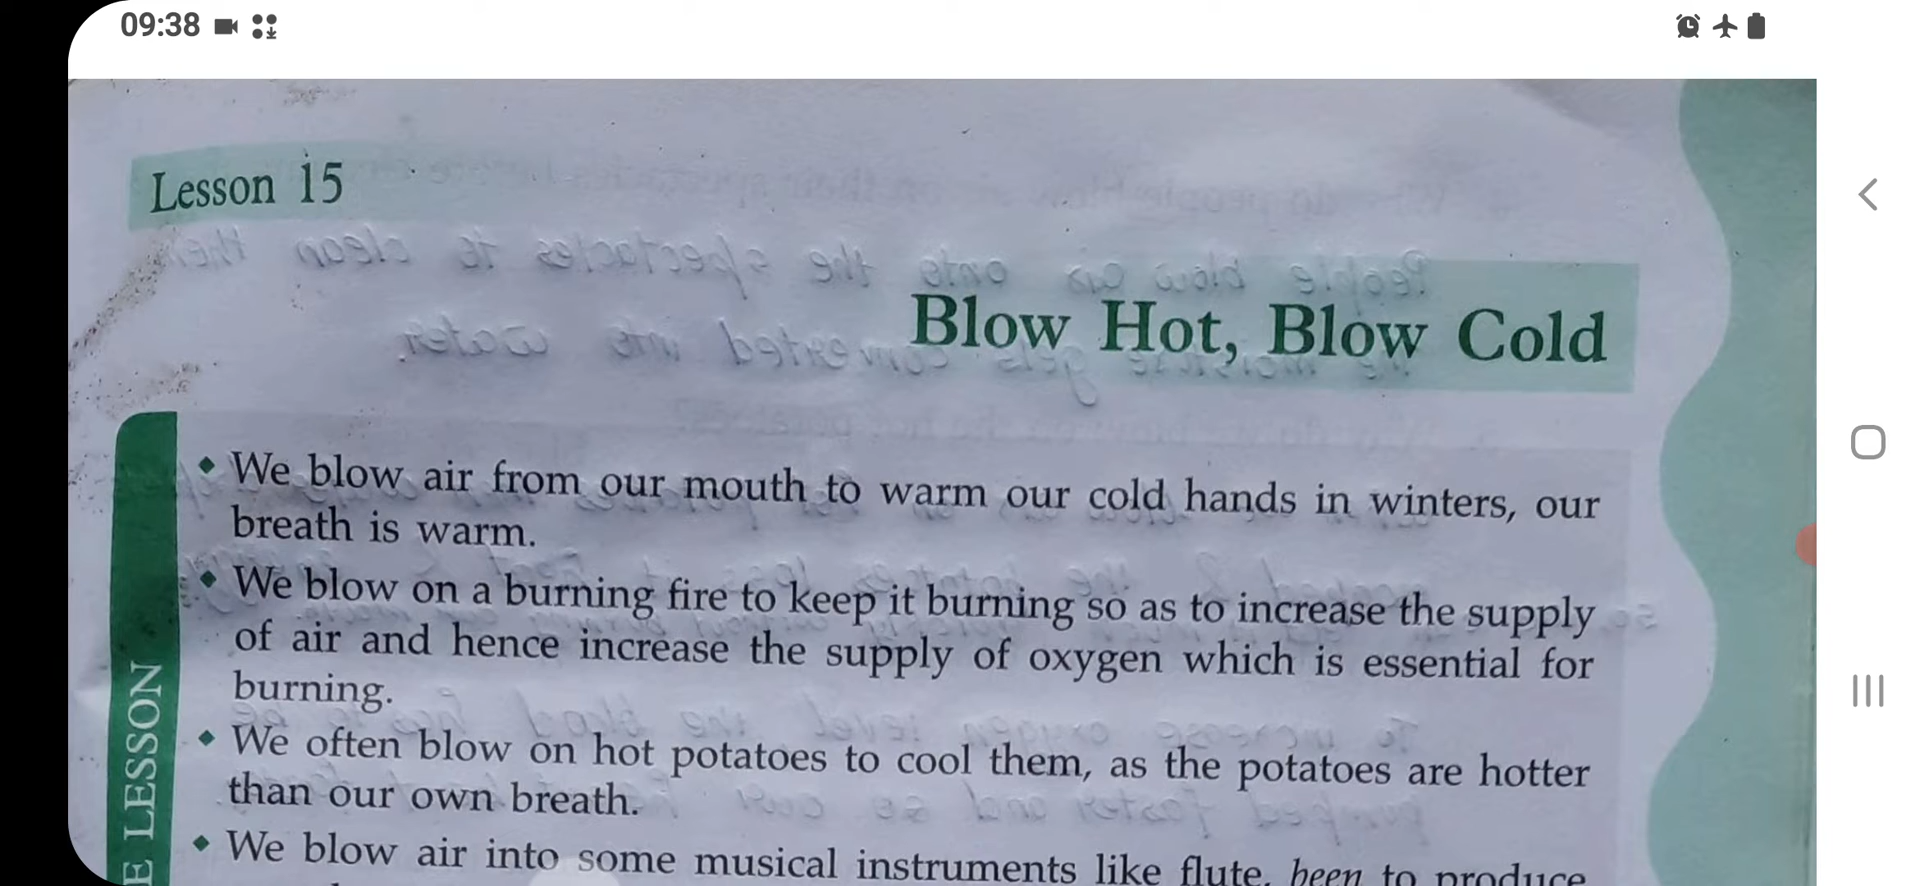 09:38
Lesson 15
Blow Hot, Blow Cold
• We blow air from our mouth to warm our cold hands in winters, our
breath is warm.
• We blow on a burning fire to keep it burning so as to increase the supply
of air and hence increase the supply of oxygen which is essential for
burning.
• We often blow on hot potatoes to cool them, as the potatoes are hotter
than our own breath.
• We blow air into some musical instruments like flute, been to produce
E LESSON